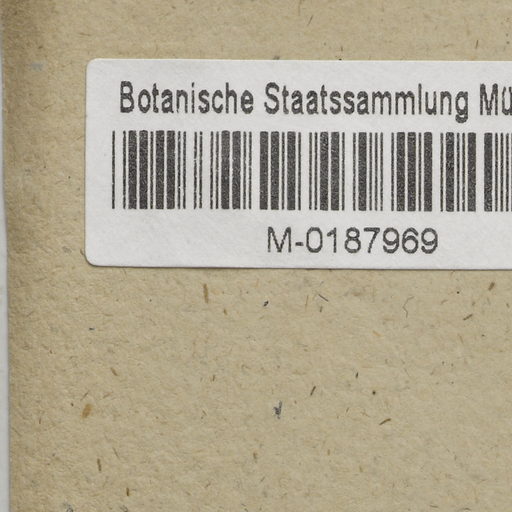 Botanische Staatssammlung Mü
M-0187969